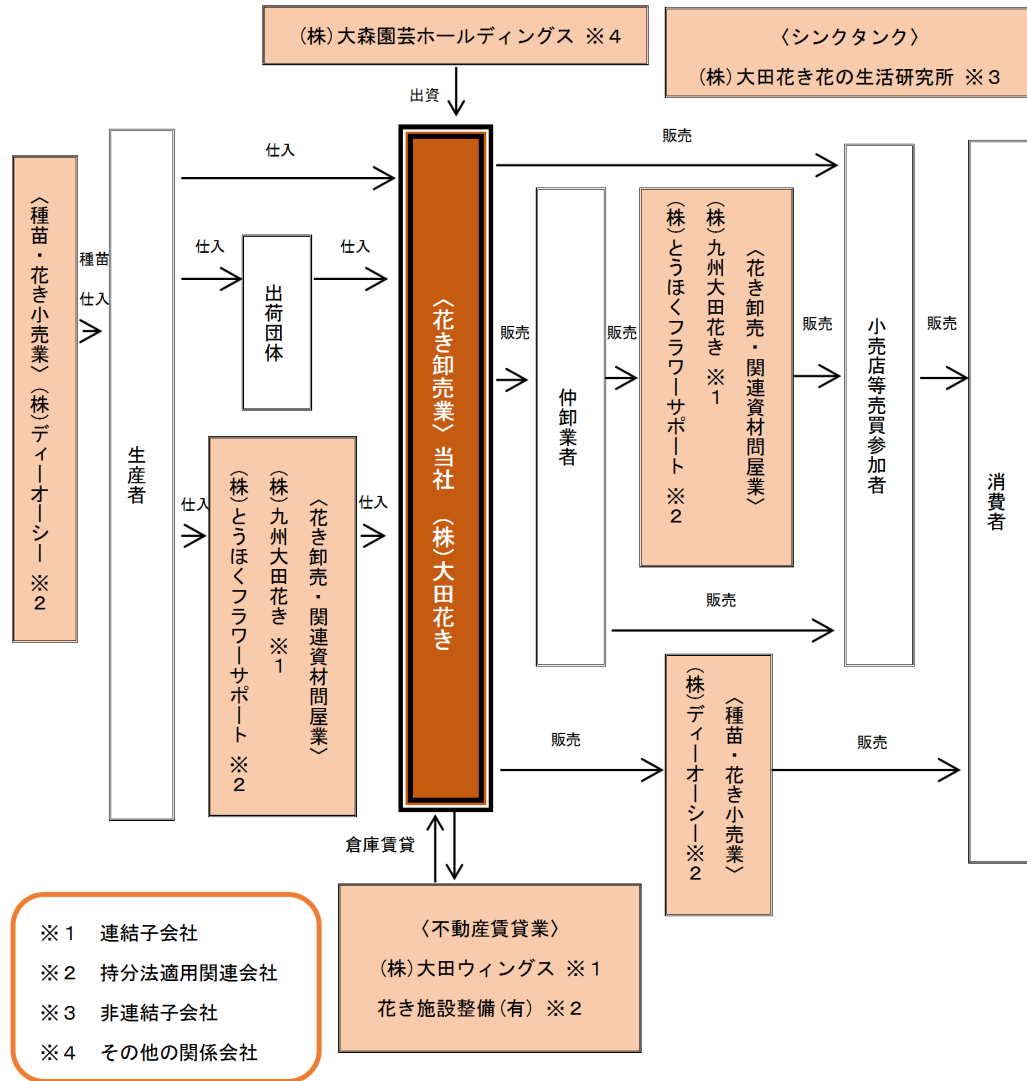 (株)大森園芸ホールディングス ※4
〈シンクタンク〉
(株)大田花き花の生活研究所 ※3
出資
〈種苗・花き小売業〉(株)ディーオーシー ※2
種苗
仕入
生産者
仕入
仕入
出荷団体
仕入
仕入
〈花き卸売・関連資材問屋業〉
(株)九州大田花き ※1
(株)とうほくフラワーサポート ※2
仕入
〈花き卸売業〉当社 (株)大田花き
販売
販売
仲卸業者
販売
〈花き卸売・関連資材問屋業〉
(株)九州大田花き ※1
(株)とうほくフラワーサポート ※2
販売
販売
小売店等売買参加者
販売
消費者
販売
〈種苗・花き小売業〉
(株)ディーオーシー※2
販売
倉庫賃貸
〈不動産賃貸業〉
(株)大田ウィングス ※1
花き施設整備(有) ※2
※1 連結子会社
※2 持分法適用関連会社
※3 非連結子会社
※4 その他の関係会社